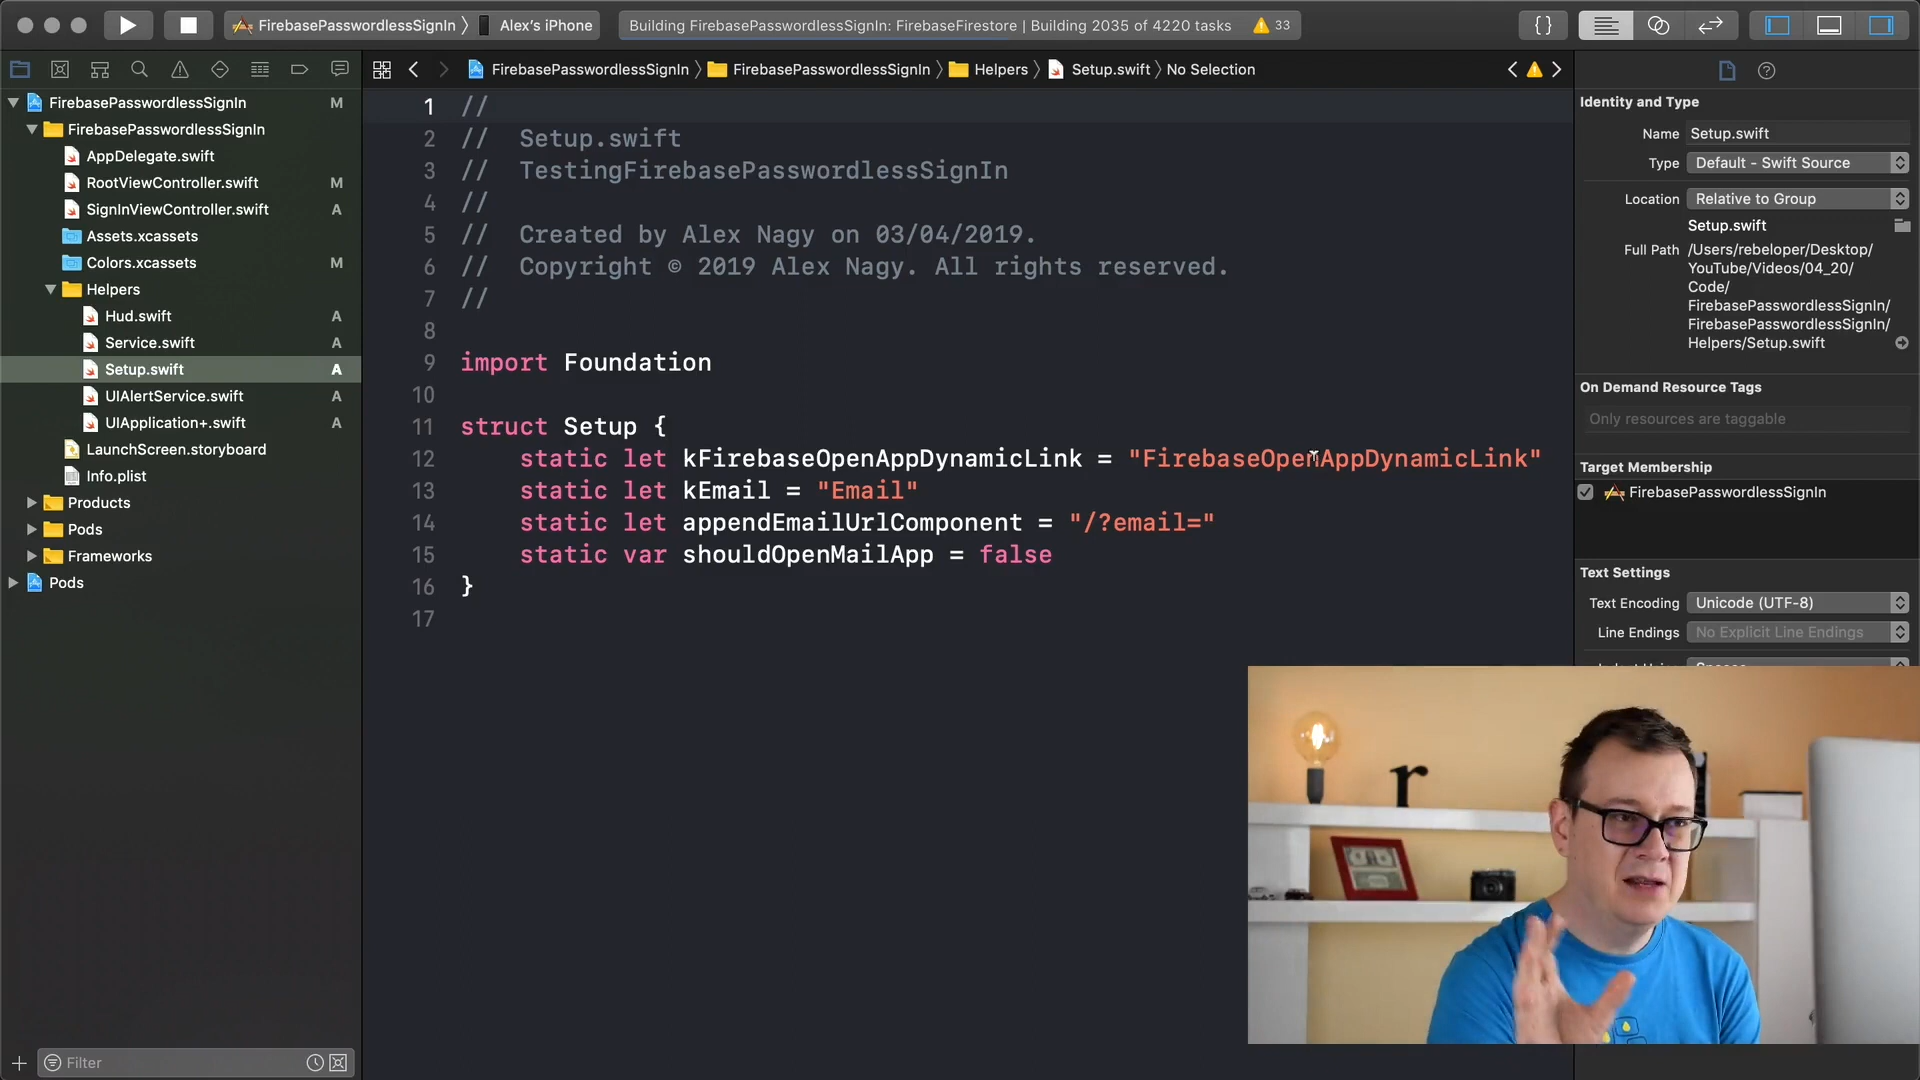 FirebasePasswordlessSignIn 〉 Alex's iPhone
Building FirebasePasswordlessSignIn: FirebaseFirestore | Building 2035 of 4220 tasks 33
{}
FirebasePasswordlessSignIn 〉 FirebasePasswordlessSignIn 〉 Helpers 〉 Setup.swift 〉 No Selection
FirebasePasswordlessSignIn M
FirebasePasswordlessSignIn
AppDelegate.swift
RootViewController.swift M
SignInViewController.swift A
Assets.xcassets
Colors.xcassets M
Helpers
Hud.swift A
Service.swift A
Setup.swift A
UIAlertService.swift A
UIApplication+.swift A
LaunchScreen.storyboard
Info.plist
Products
Pods
Frameworks
Pods
Filter
1 //
2 //  Setup.swift
3 //  TestingFirebasePasswordlessSignIn
4 //
5 //  Created by Alex Nagy on 03/04/2019.
6 //  Copyright © 2019 Alex Nagy. All rights reserved.
7 //
8
9 import Foundation
10
11 struct Setup {
12     static let kFirebaseOpenAppDynamicLink = "FirebaseOpenAppDynamicLink"
13     static let kEmail = "Email"
14     static let appendEmailUrlComponent = "/?email="
15     static var shouldOpenMailApp = false
16 }
17
Identity and Type
Name Setup.swift
Type Default - Swift Source
Location Relative to Group
Setup.swift
Full Path /Users/rebeloper/Desktop/
YouTube/Videos/04_20/
Code/
FirebasePasswordlessSignIn/
FirebasePasswordlessSignIn/
Helpers/Setup.swift
On Demand Resource Tags
Only resources are taggable
Target Membership
FirebasePasswordlessSignIn
Text Settings
Text Encoding Unicode (UTF-8)
Line Endings No Explicit Line Endings
r